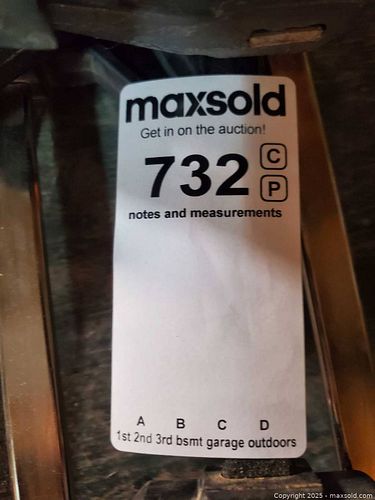 maxsold
Get in on the auction!
732 C
P
notes and measurements
A B C D
1st 2nd 3rd bsmt garage outdoors
Copyright 2025 - maxsold.com